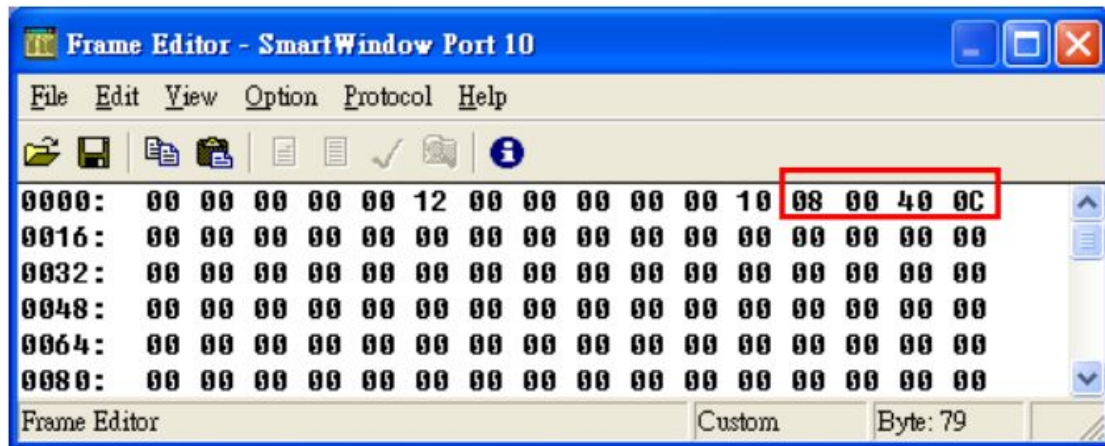 Frame Editor - SmartWindow Port 10
File Edit View Option Protocol Help
0000: 00 00 00 00 00 12 00 00 00 00 00 10 08 00 40 0C
0016: 00 00 00 00 00 00 00 00 00 00 00 00 00 00 00 00
0032: 00 00 00 00 00 00 00 00 00 00 00 00 00 00 00 00
0048: 00 00 00 00 00 00 00 00 00 00 00 00 00 00 00 00
0064: 00 00 00 00 00 00 00 00 00 00 00 00 00 00 00 00
0080: 00 00 00 00 00 00 00 00 00 00 00 00 00 00 00 00
Frame Editor Custom Byte: 79